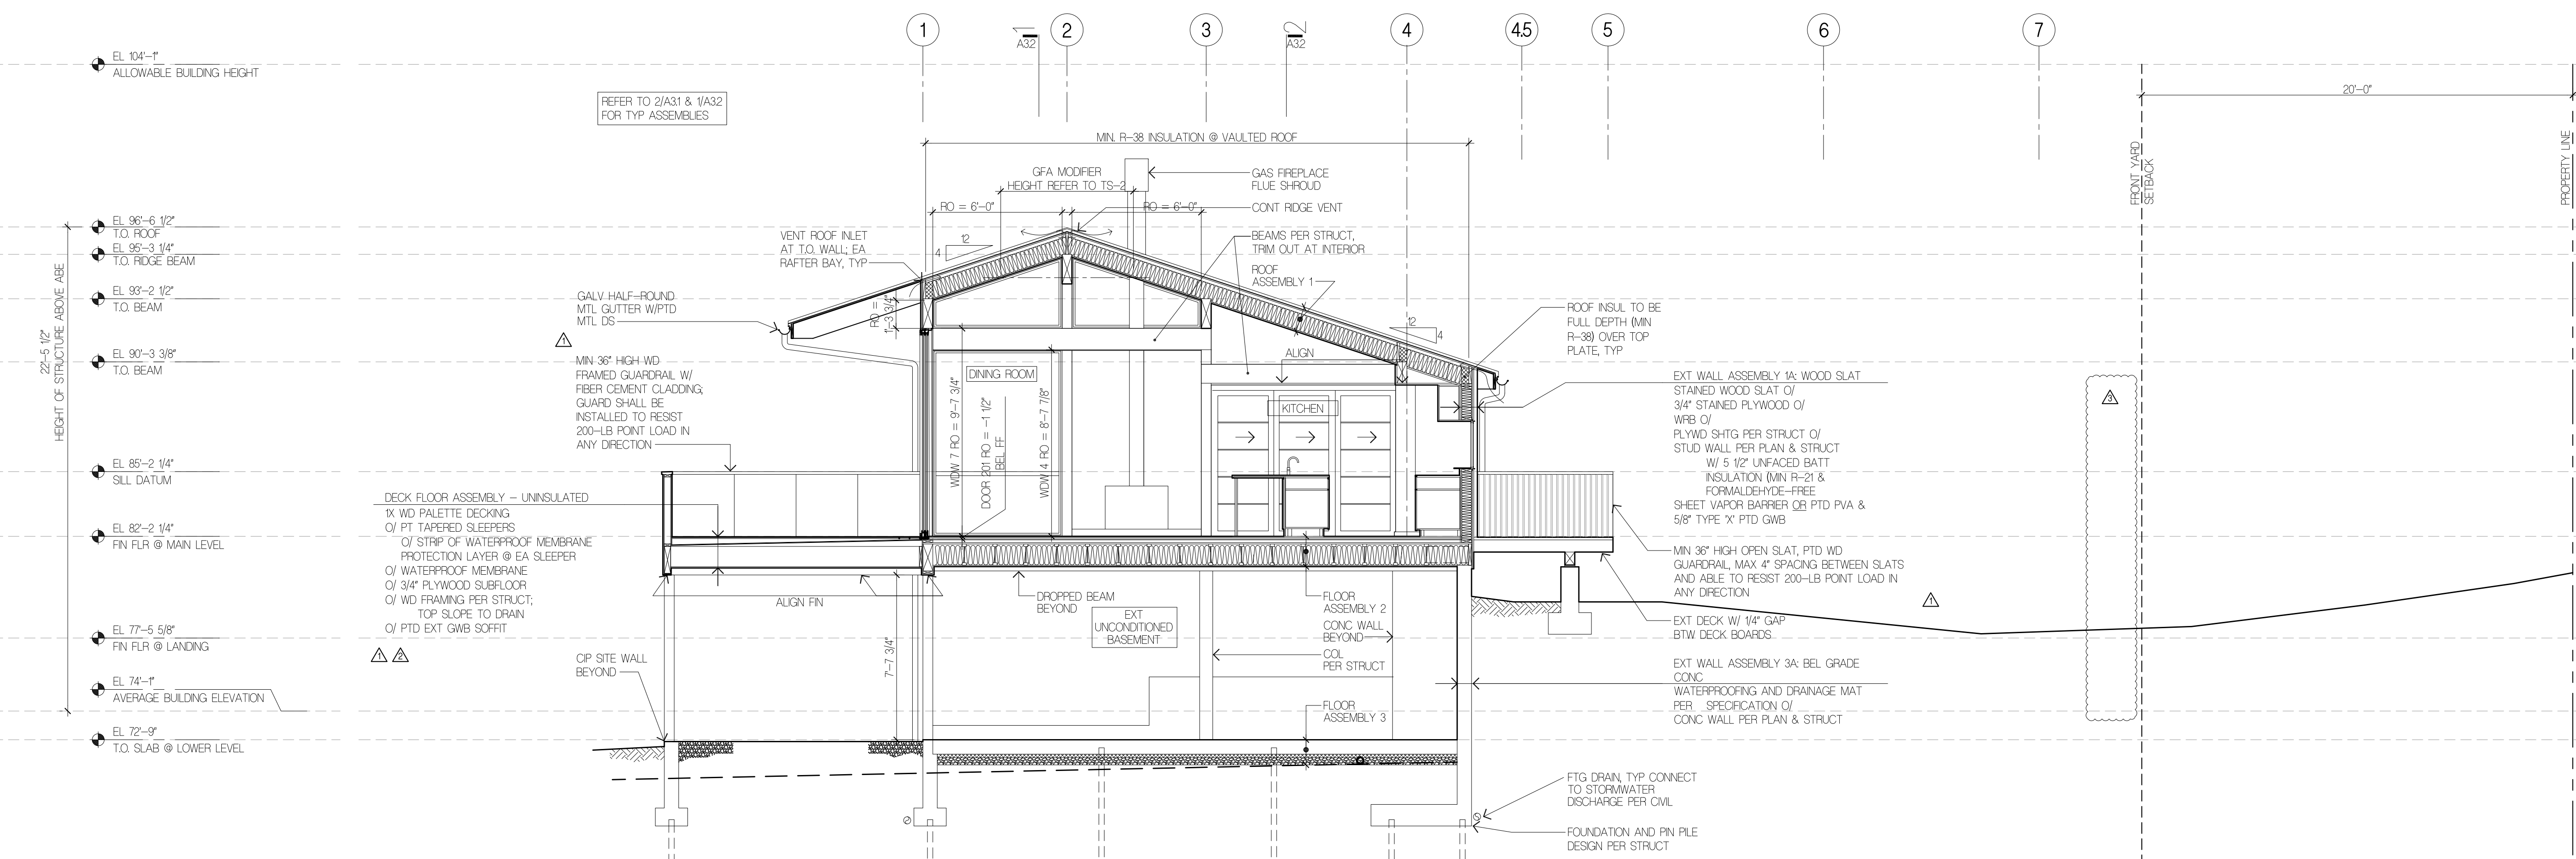 1
2
3
4
4.5
5
6
7
1
A3.2
2
A3.2
EL 104'-1"
ALLOWABLE BUILDING HEIGHT
EL 96'-6 1/2"
T.O. ROOF
EL 95'-3 1/4"
T.O. RIDGE BEAM
EL 93'-2 1/2"
T.O. BEAM
EL 90'-3 3/8"
T.O. BEAM
EL 85'-2 1/4"
SILL DATUM
EL 82'-2 1/4"
FIN FLR @ MAIN LEVEL
EL 77'-5 5/8"
FIN FLR @ LANDING
EL 74'-1"
AVERAGE BUILDING ELEVATION
EL 72'-9"
T.O. SLAB @ LOWER LEVEL
22'-5 1/2"
HEIGHT OF STRUCTURE ABOVE ABE
REFER TO 2/A3.1 & 1/A3.2
FOR TYP ASSEMBLIES
MIN. R-38 INSULATION @ VAULTED ROOF
GFA MODIFIER
HEIGHT REFER TO TS-2
GAS FIREPLACE
FLUE SHROUD
RO = 6'-0"
RO = 6'-0"
CONT RIDGE VENT
VENT ROOF INLET
AT T.O. WALL; EA
RAFTER BAY, TYP
12
4
BEAMS PER STRUCT,
TRIM OUT AT INTERIOR
ROOF
ASSEMBLY 1
GALV HALF-ROUND
MTL GUTTER W/PTD
MTL DS
RO =
1'-3 3/4"
12
4
ROOF INSUL TO BE
FULL DEPTH (MIN
R-38) OVER TOP
PLATE, TYP
1
MIN 36" HIGH WD
FRAMED GUARDRAIL W/
FIBER CEMENT CLADDING;
GUARD SHALL BE
INSTALLED TO RESIST
200-LB POINT LOAD IN
ANY DIRECTION
ALIGN
DINING ROOM
WDW 7 RO = 9'-7 3/4"
DOOR 201 RO = -1 1/2"
BEL FF
WDW 4 RO = 8'-7 7/8"
KITCHEN
EXT WALL ASSEMBLY 1A: WOOD SLAT
STAINED WOOD SLAT O/
3/4" STAINED PLYWOOD O/
WRB O/
PLYWD SHTG PER STRUCT O/
STUD WALL PER PLAN & STRUCT
W/ 5 1/2" UNFACED BATT
INSULATION (MIN R-21 &
FORMALDEHYDE-FREE
SHEET VAPOR BARRIER OR PTD PVA &
5/8" TYPE 'X' PTD GWB
DECK FLOOR ASSEMBLY - UNINSULATED
1X WD PALETTE DECKING
O/ PT TAPERED SLEEPERS
O/ STRIP OF WATERPROOF MEMBRANE
PROTECTION LAYER @ EA SLEEPER
O/ WATERPROOF MEMBRANE
O/ 3/4" PLYWOOD SUBFLOOR
O/ WD FRAMING PER STRUCT;
TOP SLOPE TO DRAIN
O/ PTD EXT GWB SOFFIT
1
2
MIN 36" HIGH OPEN SLAT, PTD WD
GUARDRAIL, MAX 4" SPACING BETWEEN SLATS
AND ABLE TO RESIST 200-LB POINT LOAD IN
ANY DIRECTION
1
ALIGN FIN
DROPPED BEAM
BEYOND
EXT
UNCONDITIONED
BASEMENT
FLOOR
ASSEMBLY 2
CONC WALL
BEYOND
COL
PER STRUCT
EXT DECK W/ 1/4" GAP
BTW DECK BOARDS
CIP SITE WALL
BEYOND
7'-7 3/4"
EXT WALL ASSEMBLY 3A: BEL GRADE
CONC
WATERPROOFING AND DRAINAGE MAT
PER SPECIFICATION O/
CONC WALL PER PLAN & STRUCT
FLOOR
ASSEMBLY 3
FTG DRAIN, TYP CONNECT
TO STORMWATER
DISCHARGE PER CIVIL
FOUNDATION AND PIN PILE
DESIGN PER STRUCT
3
20'-0"
FRONT YARD
SETBACK
PROPERTY LINE